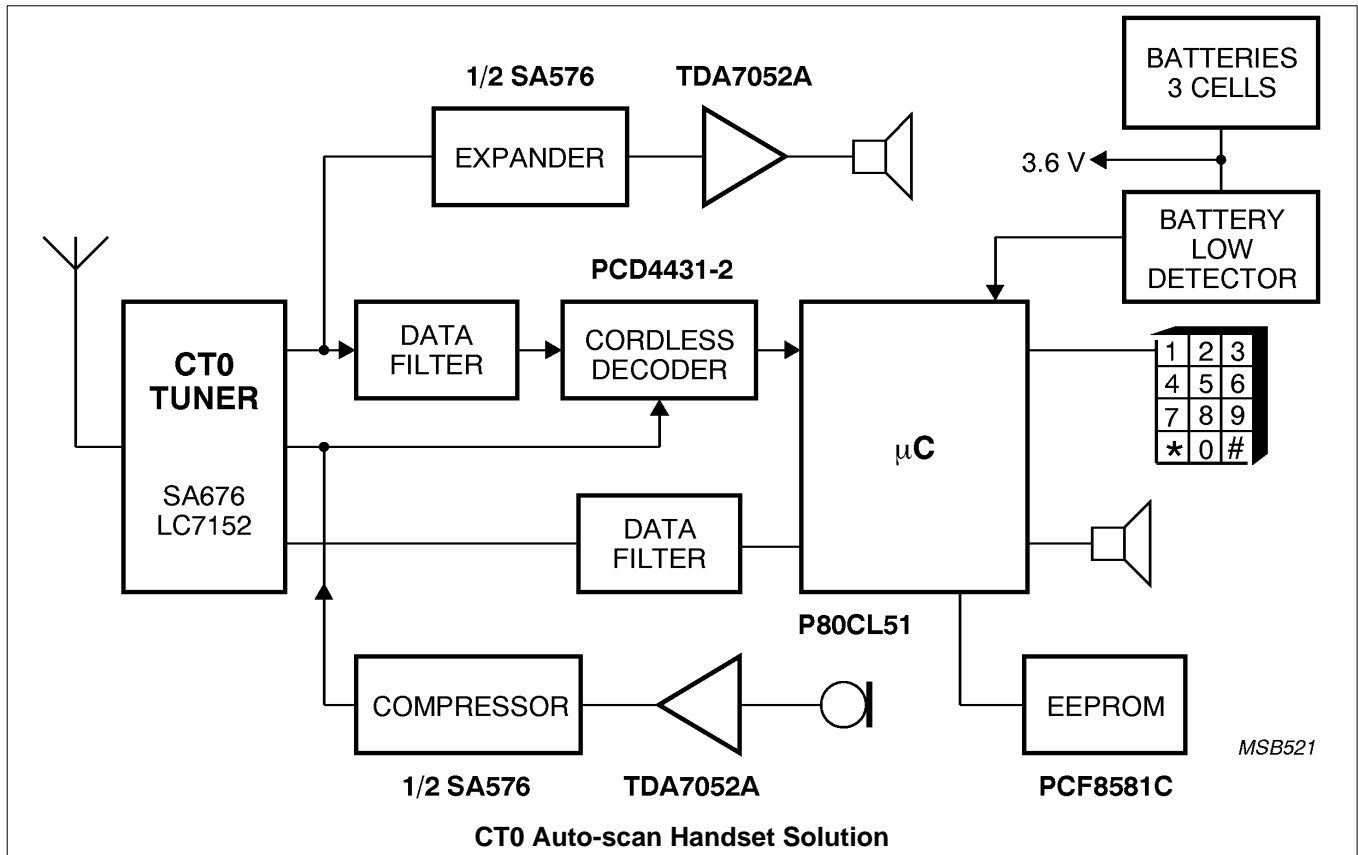 BATTERIES
3 CELLS
1/2 SA576
TDA7052A
EXPANDER
3.6 V
BATTERY
LOW
DETECTOR
PCD4431-2
CT0
TUNER
SA676
LC7152
DATA
FILTER
CORDLESS
DECODER
μC
1 2 3
4 5 6
7 8 9
* 0 #
DATA
FILTER
P80CL51
COMPRESSOR
EEPROM
MSB521
1/2 SA576
TDA7052A
PCF8581C
CT0 Auto-scan Handset Solution